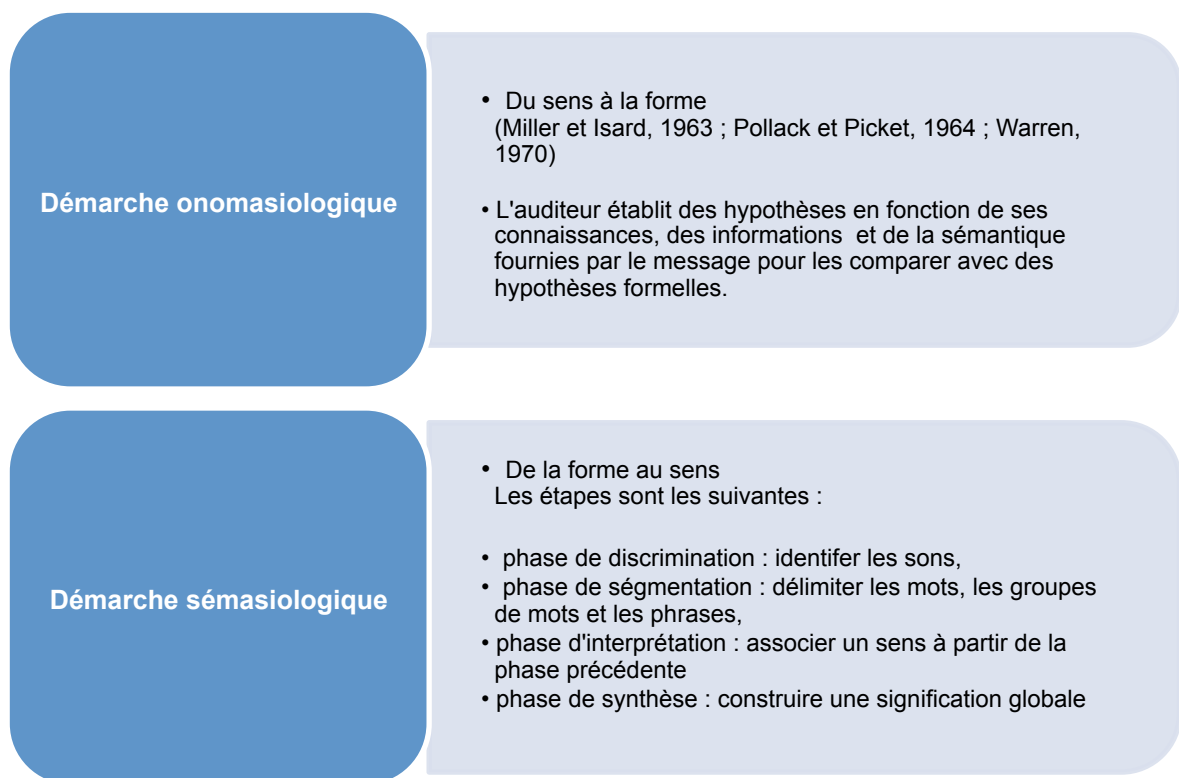 Démarche onomasiologique
• Du sens à la forme
(Miller et Isard, 1963 ; Pollack et Picket, 1964 ; Warren,
1970)
• L'auditeur établit des hypothèses en fonction de ses
connaissances, des informations et de la sémantique
fournies par le message pour les comparer avec des
hypothèses formelles.
Démarche sémasiologique
• De la forme au sens
Les étapes sont les suivantes :
• phase de discrimination : identifer les sons,
• phase de ségmentation : délimiter les mots, les groupes
de mots et les phrases,
• phase d'interprétation : associer un sens à partir de la
phase précédente
• phase de synthèse : construire une signification globale